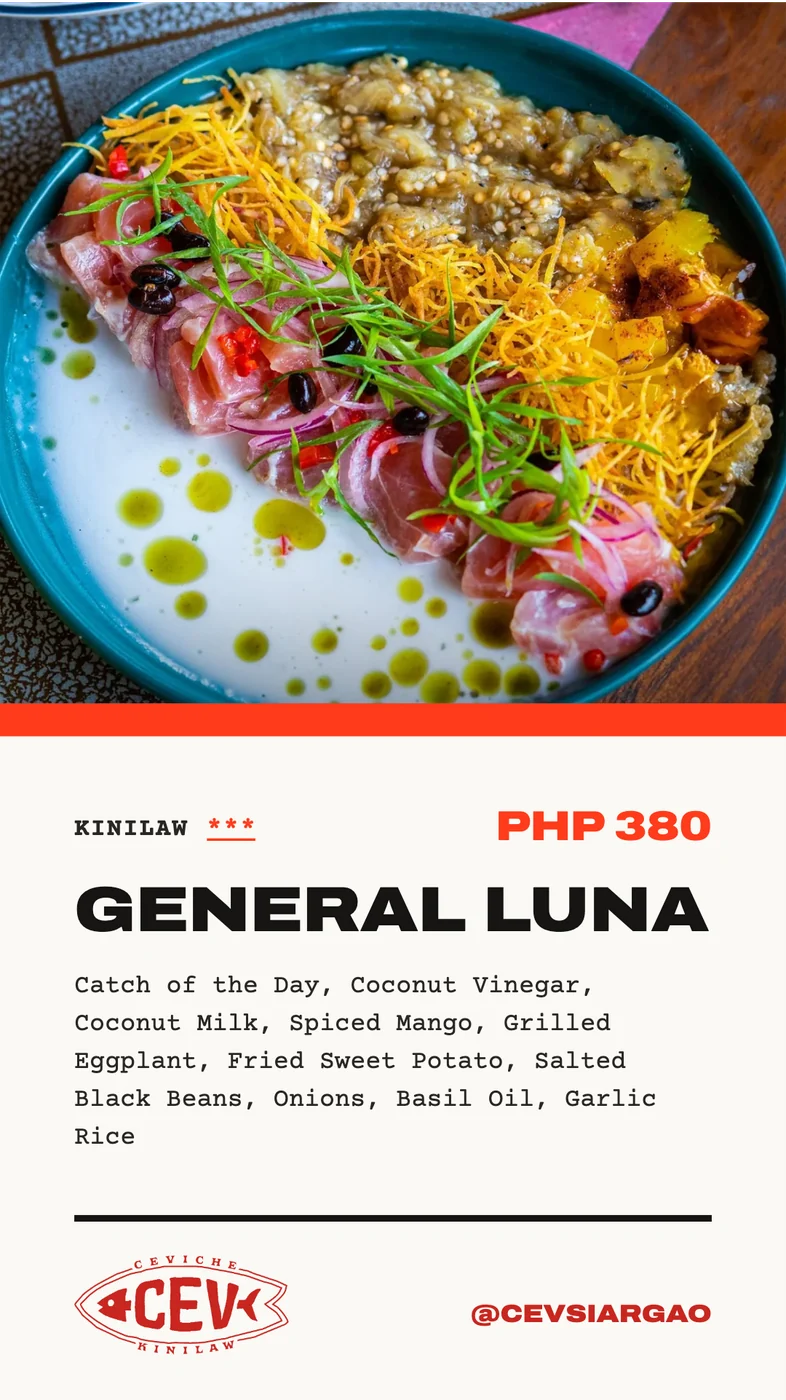 KINILAW ***
PHP 380
GENERAL LUNA
Catch of the Day, Coconut Vinegar,
Coconut Milk, Spiced Mango, Grilled
Eggplant, Fried Sweet Potato, Salted
Black Beans, Onions, Basil Oil, Garlic
Rice
CEVICHE
CEV
KINILAW
@CEVSIARGAO